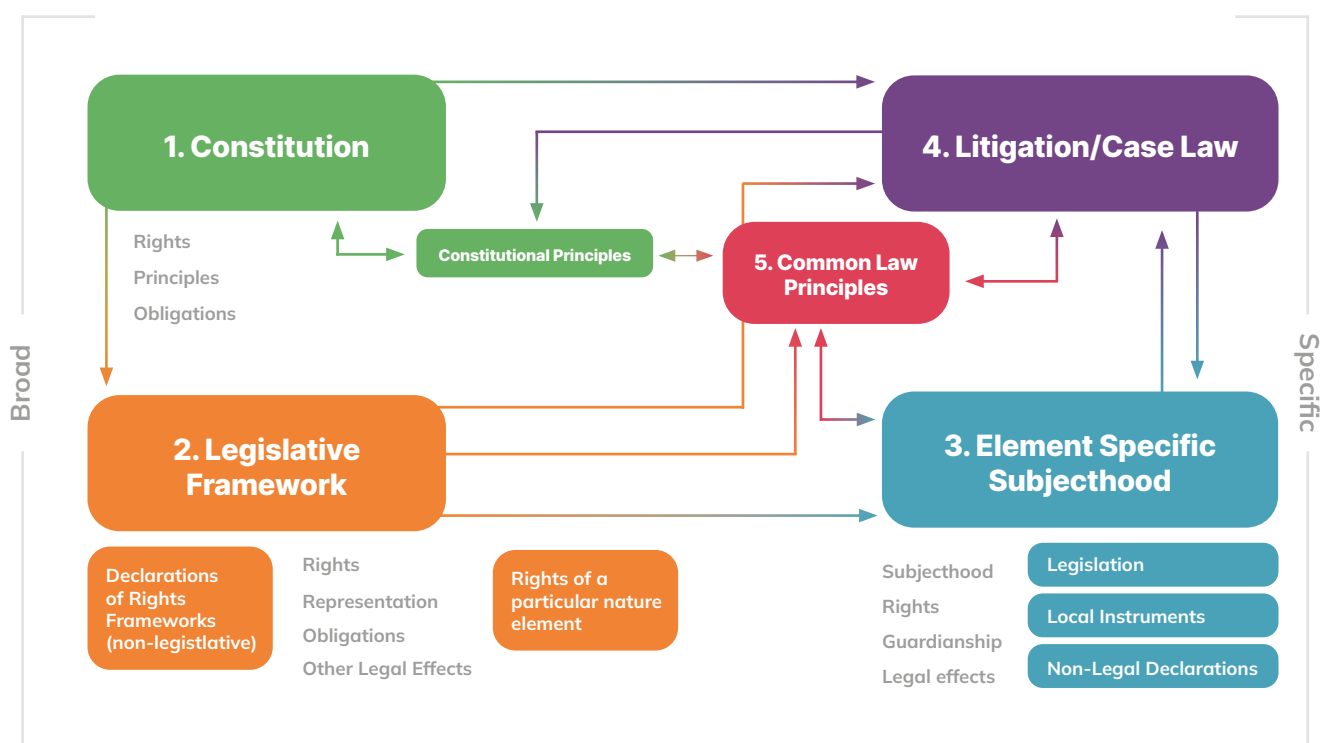 1. Constitution
4. Litigation/Case Law
Rights
Principles
Obligations
Constitutional Principles
5. Common Law
Principles
Broad
Specific
2. Legislative
Framework
3. Element Specific
Subjecthood
Declarations
of Rights
Frameworks
(non-legistlative)
Rights
Representation
Obligations
Other Legal Effects
Rights of a
particular nature
element
Subjecthood
Rights
Guardianship
Legal effects
Legislation
Local Instruments
Non-Legal Declarations